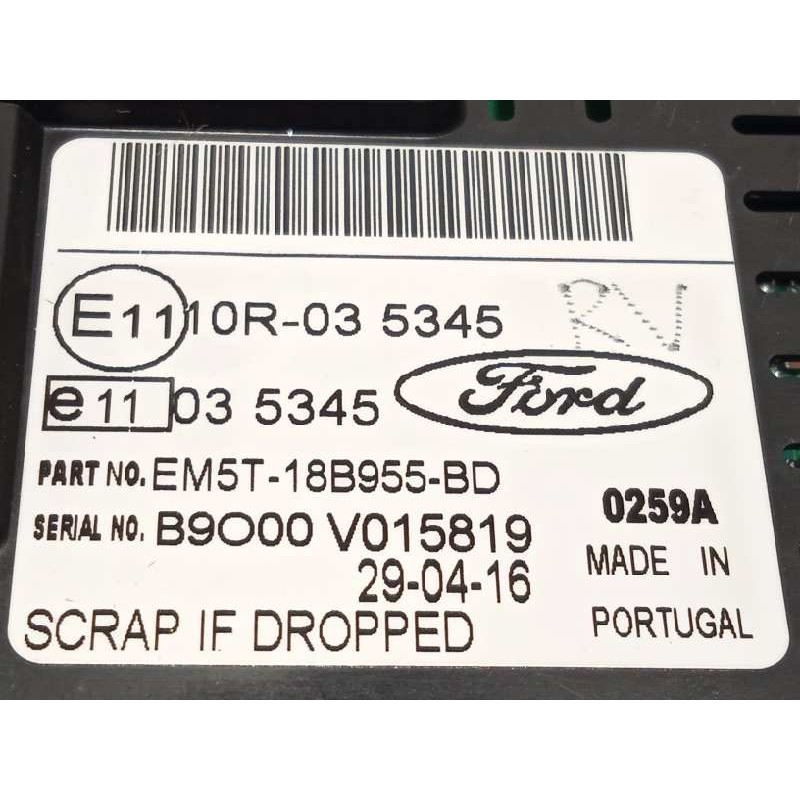 E11 10R-03 5345
RN
e11 03 5345
Ford
PART NO. EM5T-18B955-BD
SERIAL NO. B9O00 V015819
0259A
29-04-16
MADE IN
PORTUGAL
SCRAP IF DROPPED